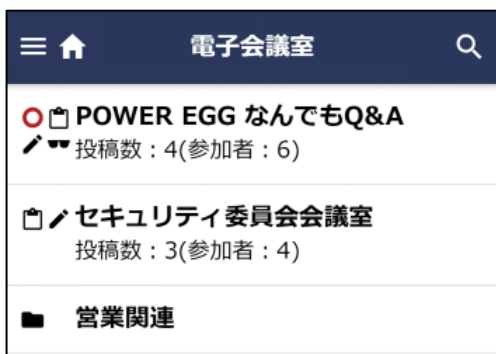 電子会議室
POWER EGG なんでもQ&A
投稿数：4(参加者：6)
セキュリティ委員会会議室
投稿数：3(参加者：4)
営業関連